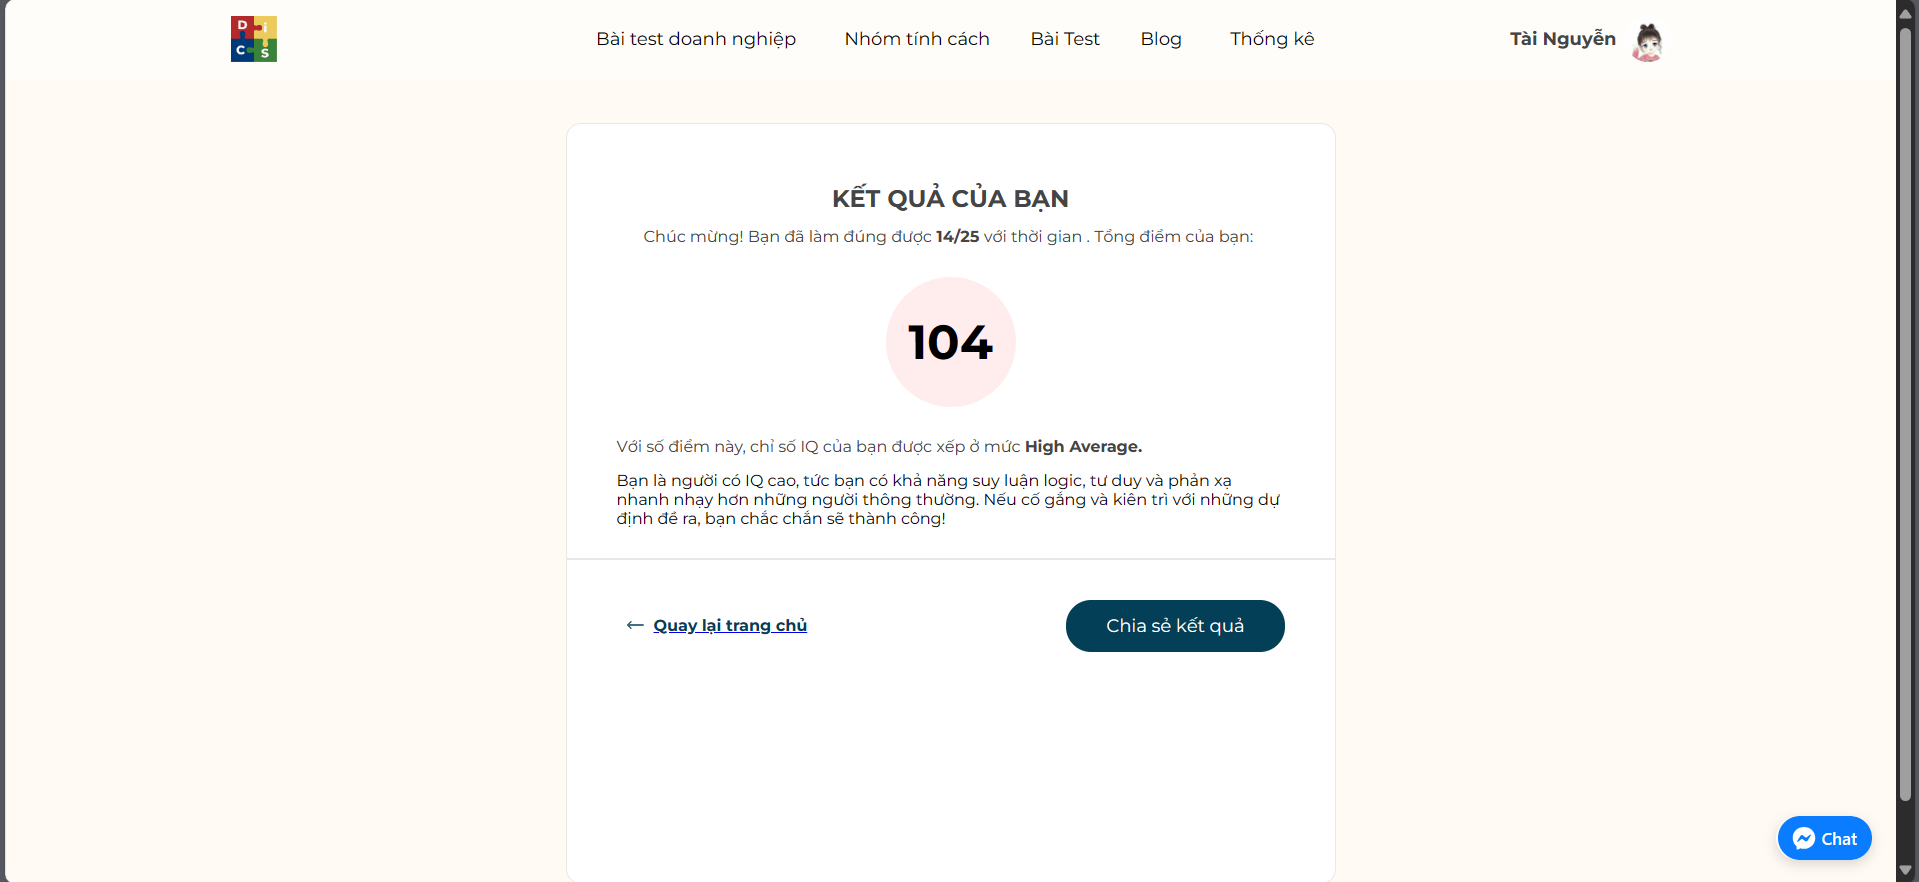 D i
C S
Bài test doanh nghiệp Nhóm tính cách Bài Test Blog Thống kê Tài Nguyễn
KẾT QUẢ CỦA BẠN
Chúc mừng! Bạn đã làm đúng được 14/25 với thời gian . Tổng điểm của bạn:
104
Với số điểm này, chỉ số IQ của bạn được xếp ở mức High Average.
Bạn là người có IQ cao, tức bạn có khả năng suy luận logic, tư duy và phản xạ
nhanh nhạy hơn những người thông thường. Nếu cố gắng và kiên trì với những dự
định đề ra, bạn chắc chắn sẽ thành công!
Quay lại trang chủ Chia sẻ kết quả
Chat